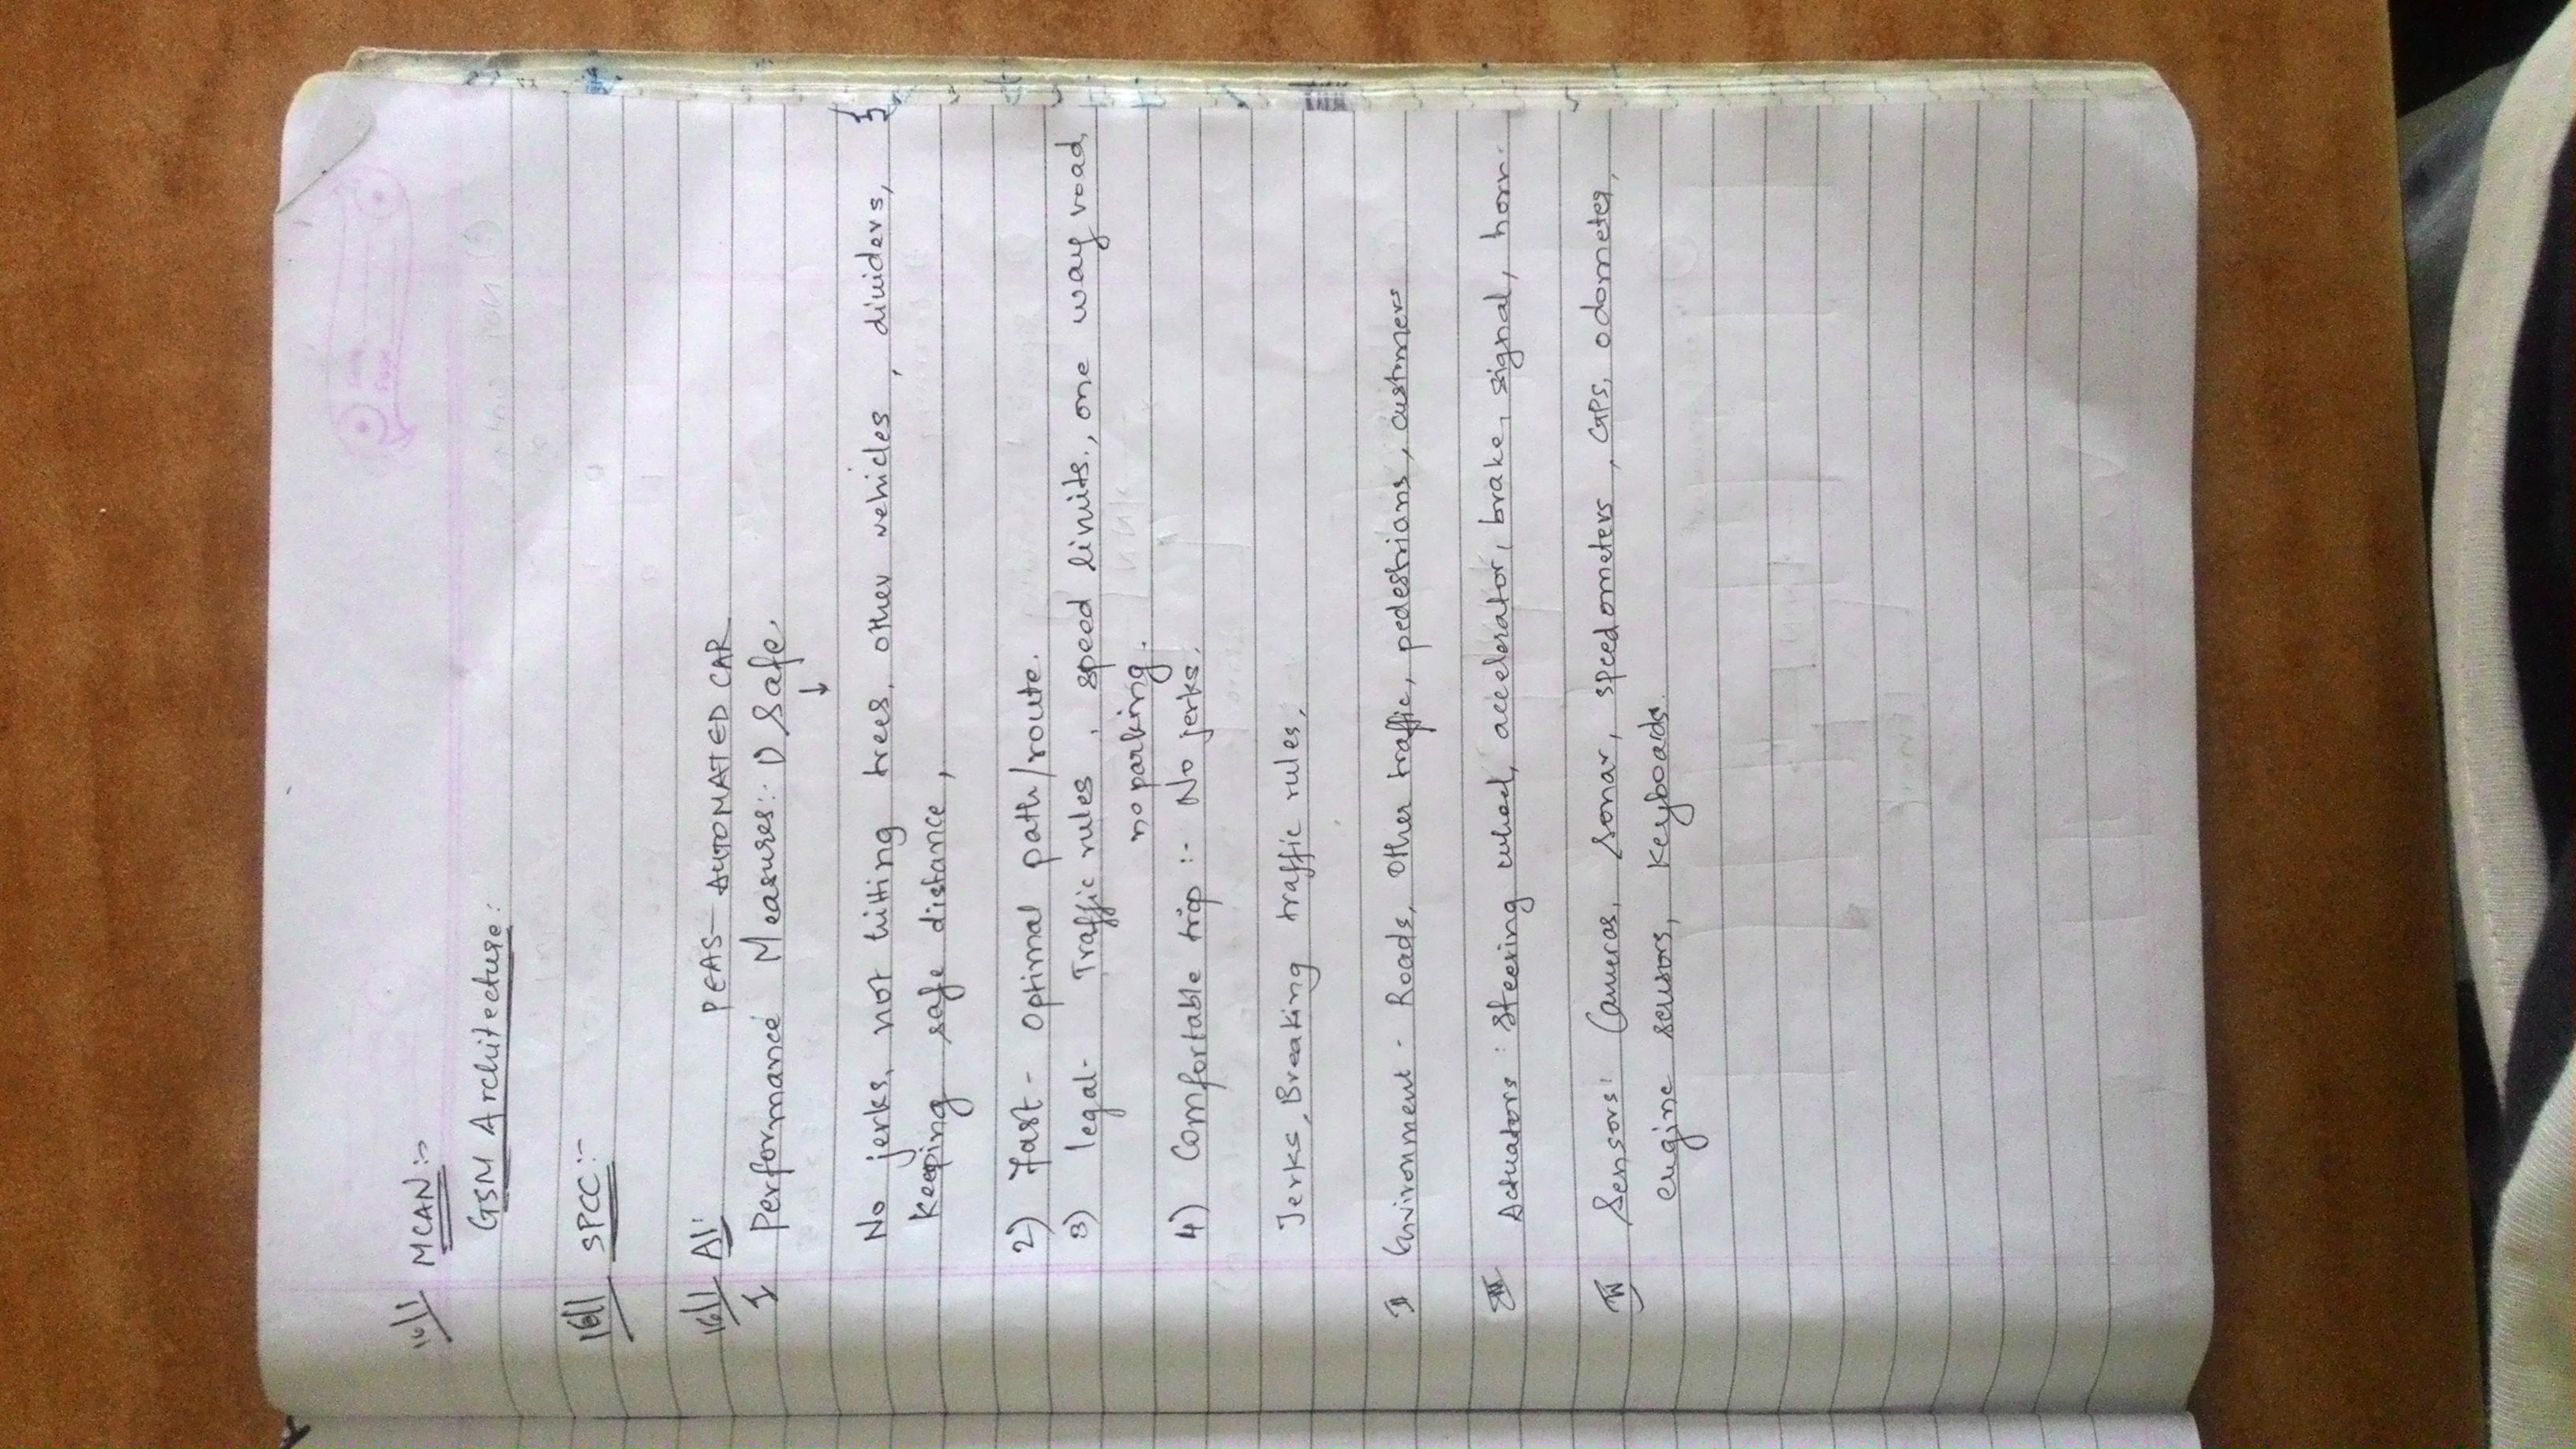 16/1 MCAN :-
GSM Architecture :
16/1 SPCC :-
16/1 AI :
PEAS - AUTOMATED CAR
I Performance Measures :- 1) Safe,
↓
No jerks, not hitting trees, other vehicles, dividers,
Keeping safe distance,
2) Fast - optimal path/route.
3) legal - Traffic rules, speed limits, one way road,
no parking.
4) Comfortable trip :- No jerks,
Jerks, Breaking traffic rules,
II Environment - Roads, Other traffic, pedestrians, custmers
III Actuators : Steering wheel, accelerator, brake, signal, horn.
IV Sensors : Cameras, sonar, speedometers, GPS, odometer,
engine sensors, keyboards.